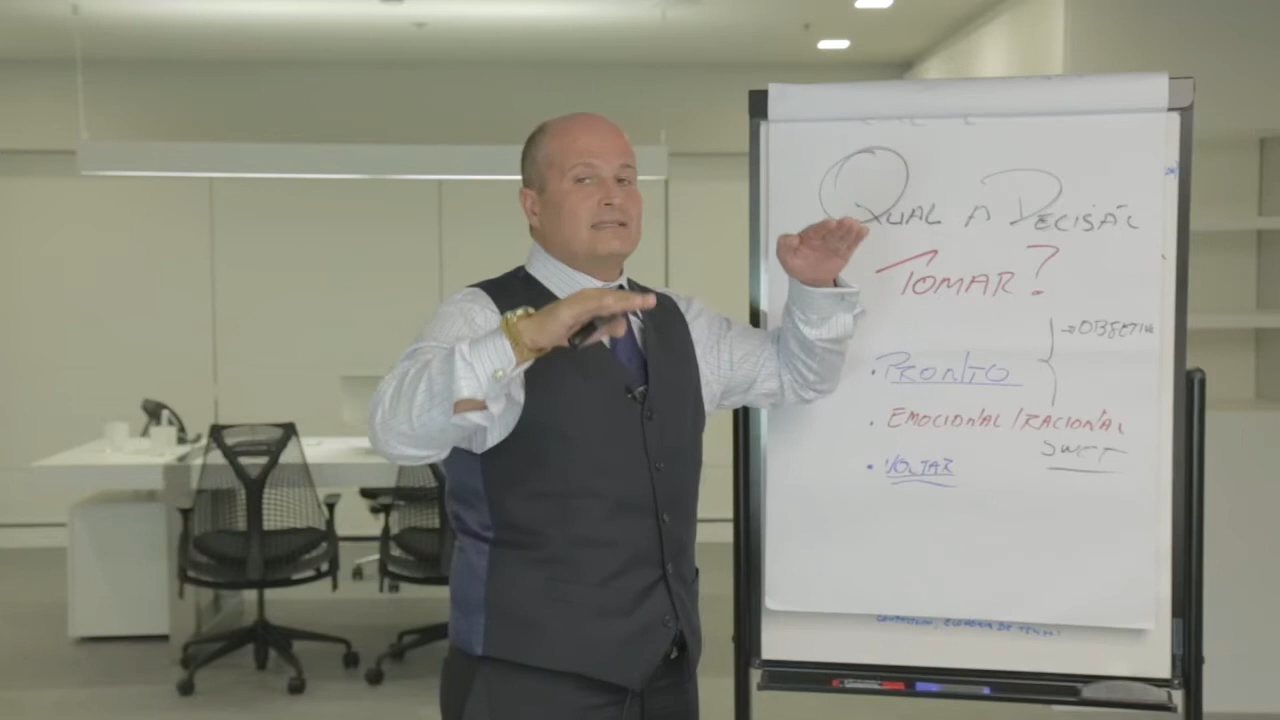 QUAL A DECISÃO
TOMAR?
→ OBJETIVO
• PRONTO
• EMOCIONAL / RACIONAL
SWOT
• VOLTAR